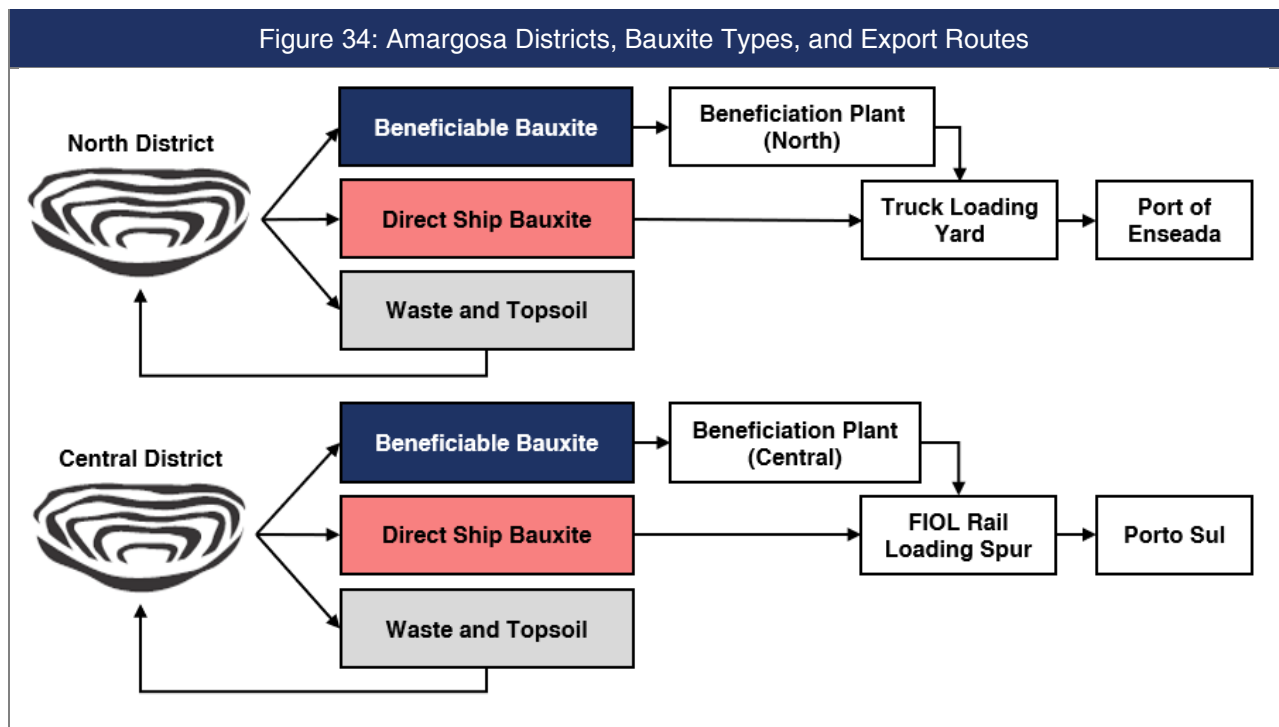 Figure 34: Amargosa Districts, Bauxite Types, and Export Routes
North District
Beneficiable Bauxite
Beneficiation Plant
(North)
Direct Ship Bauxite
Truck Loading
Yard
Port of
Enseada
Waste and Topsoil
Central District
Beneficiable Bauxite
Beneficiation Plant
(Central)
Direct Ship Bauxite
FIOL Rail
Loading Spur
Porto Sul
Waste and Topsoil